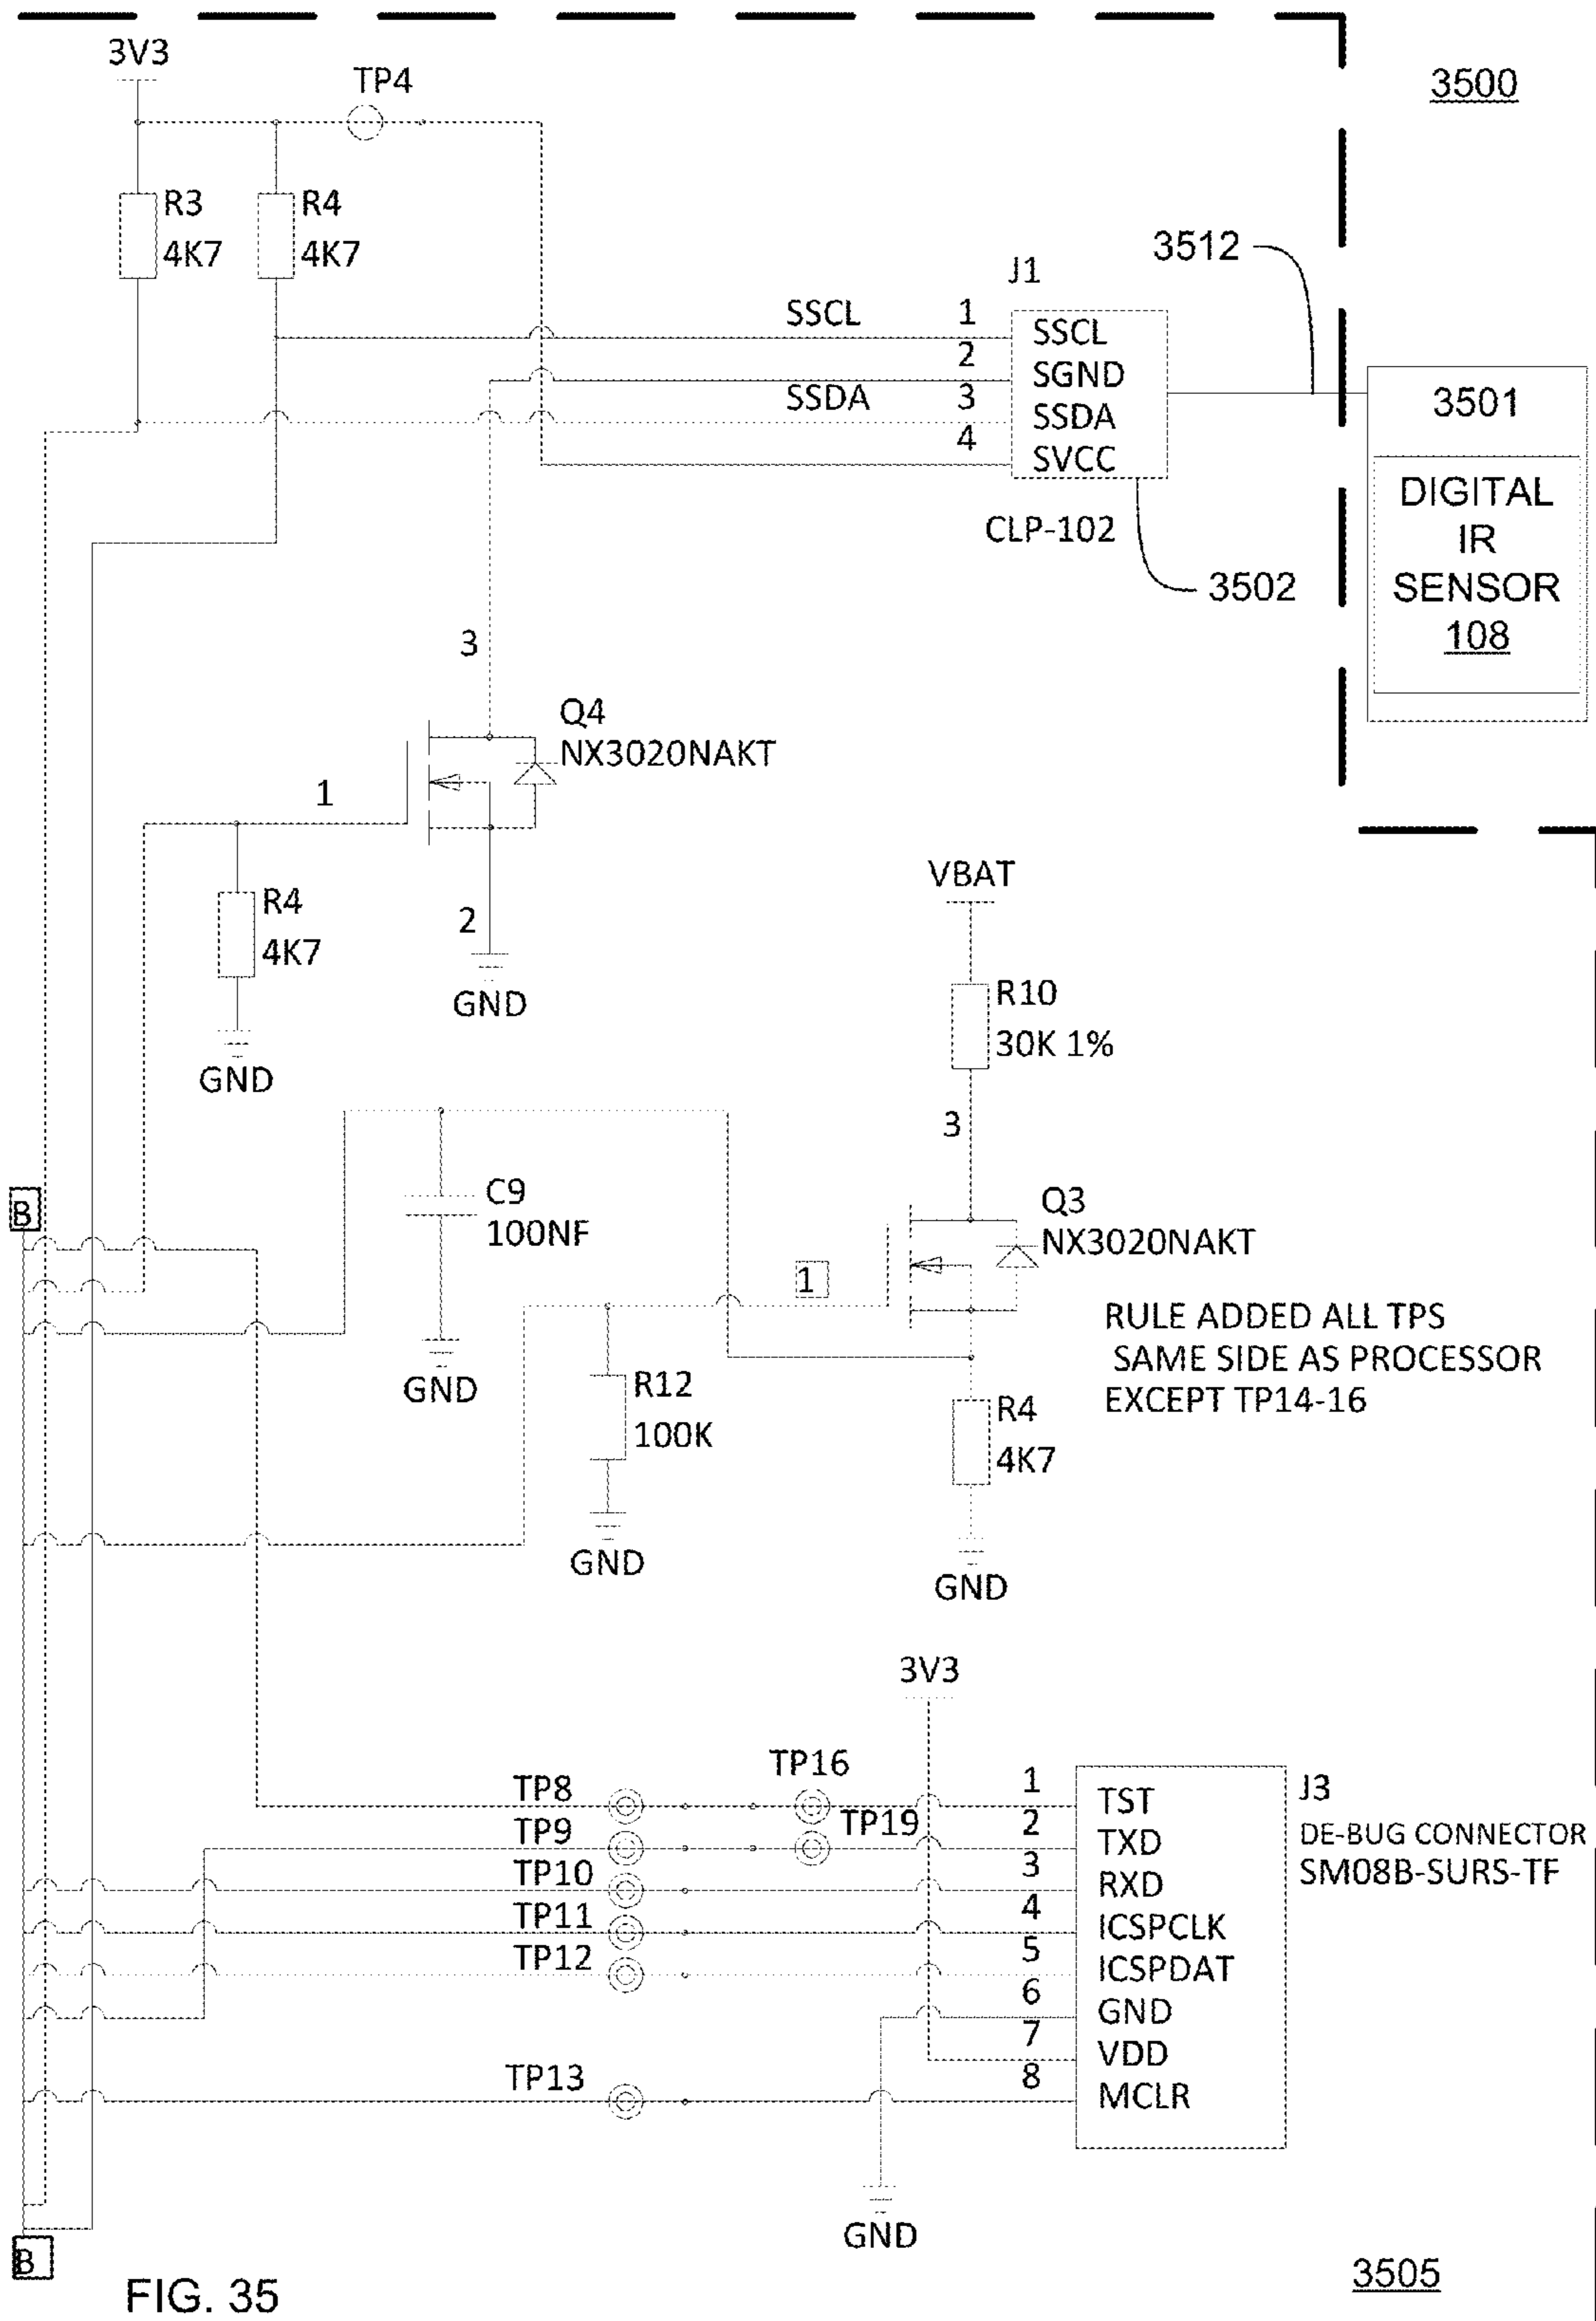 3V3
TP4
3500
R3
4K7
R4
4K7
3512
J1
SSCL
1
2
SSDA
3
4
SSCL
SGND
SSDA
SVCC
CLP-102
3502
3501
DIGITAL
IR
SENSOR
108
3
Q4
NX3020NAKT
1
2
R4
4K7
GND
GND
VBAT
R10
30K 1%
3
B
C9
100NF
Q3
NX3020NAKT
1
RULE ADDED ALL TPS
SAME SIDE AS PROCESSOR
EXCEPT TP14-16
GND
R12
100K
R4
4K7
GND
GND
3V3
TP8
TP16
1
TST
J3
TP9
TP19
2
TXD
DE-BUG CONNECTOR
TP10
3
RXD
SM08B-SURS-TF
TP11
4
ICSPCLK
TP12
5
ICSPDAT
6
GND
7
VDD
TP13
8
MCLR
GND
B
FIG. 35
3505